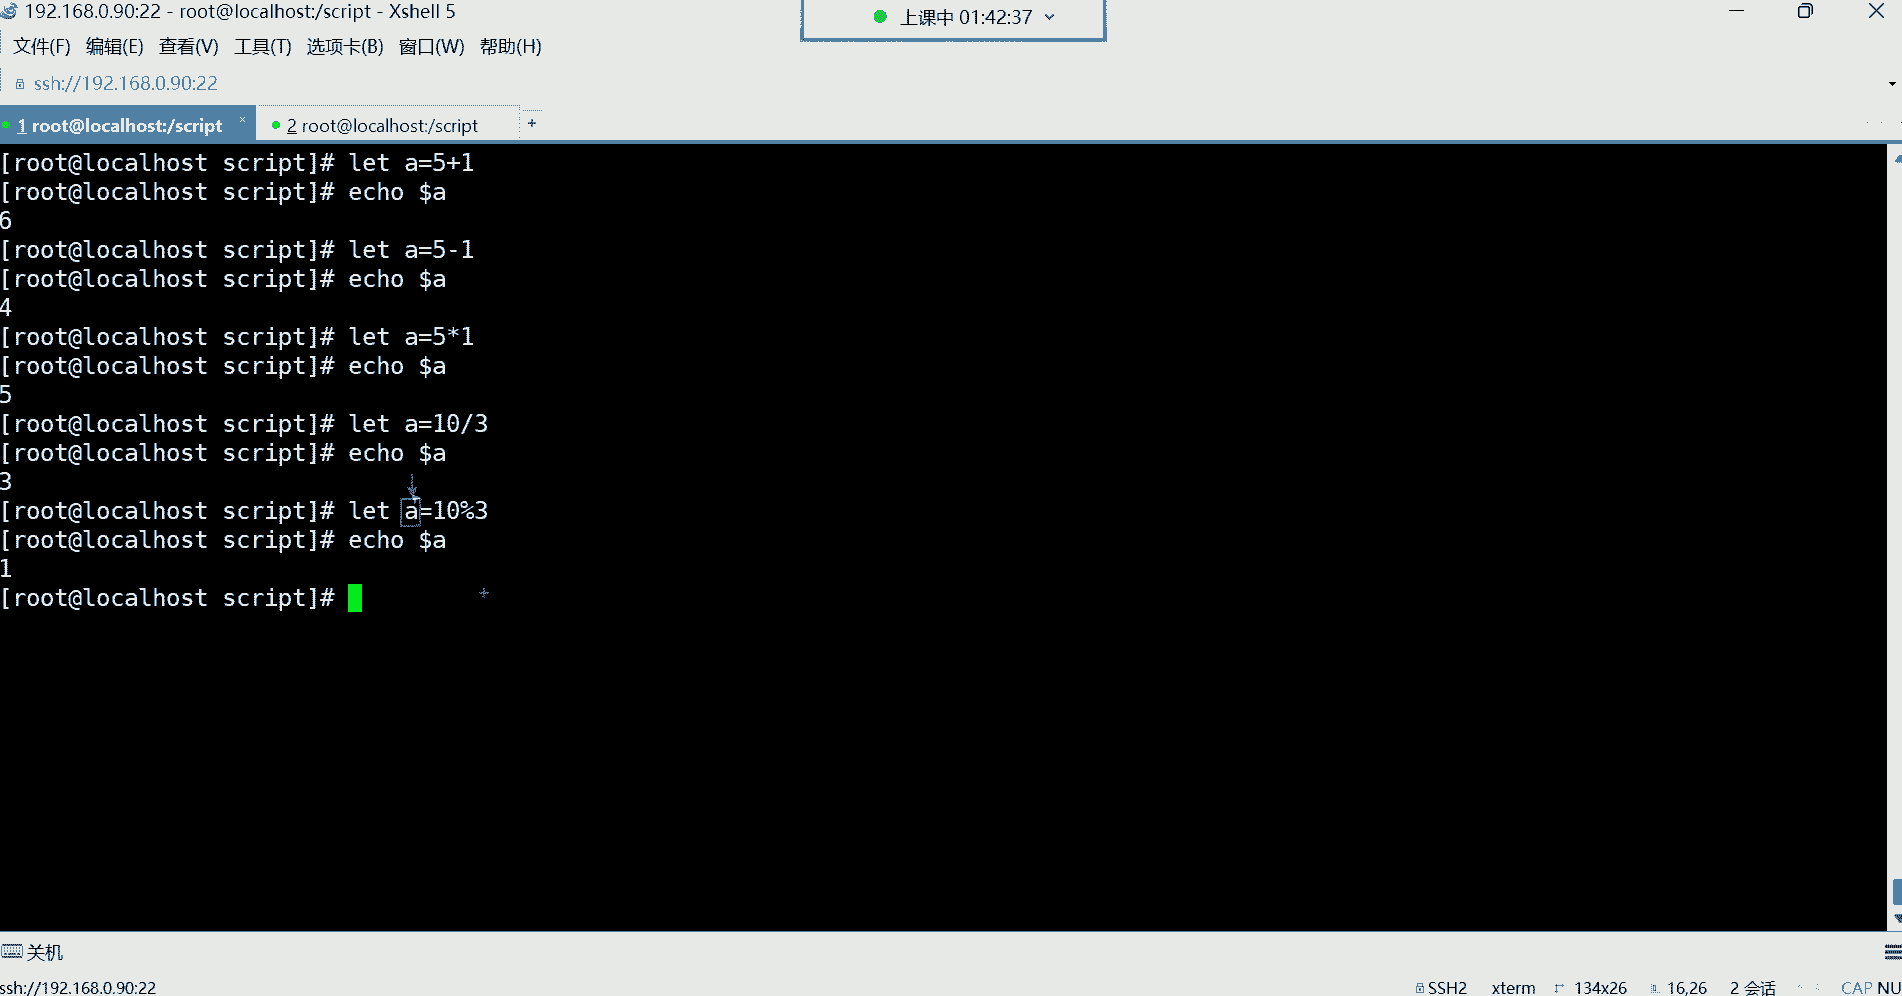 192.168.0.90:22 - root@localhost:/script - Xshell 5
上课中 01:42:37
文件(F) 编辑(E) 查看(V) 工具(T) 选项卡(B) 窗口(W) 帮助(H)
ssh://192.168.0.90:22
1 root@localhost:/script × 2 root@localhost:/script +
[root@localhost script]# let a=5+1
[root@localhost script]# echo $a
6
[root@localhost script]# let a=5-1
[root@localhost script]# echo $a
4
[root@localhost script]# let a=5*1
[root@localhost script]# echo $a
5
[root@localhost script]# let a=10/3
[root@localhost script]# echo $a
3
[root@localhost script]# let a=10%3
[root@localhost script]# echo $a
1
[root@localhost script]#
关机
ssh://192.168.0.90:22 SSH2 xterm 134x26 16,26 2 会话 CAP NU